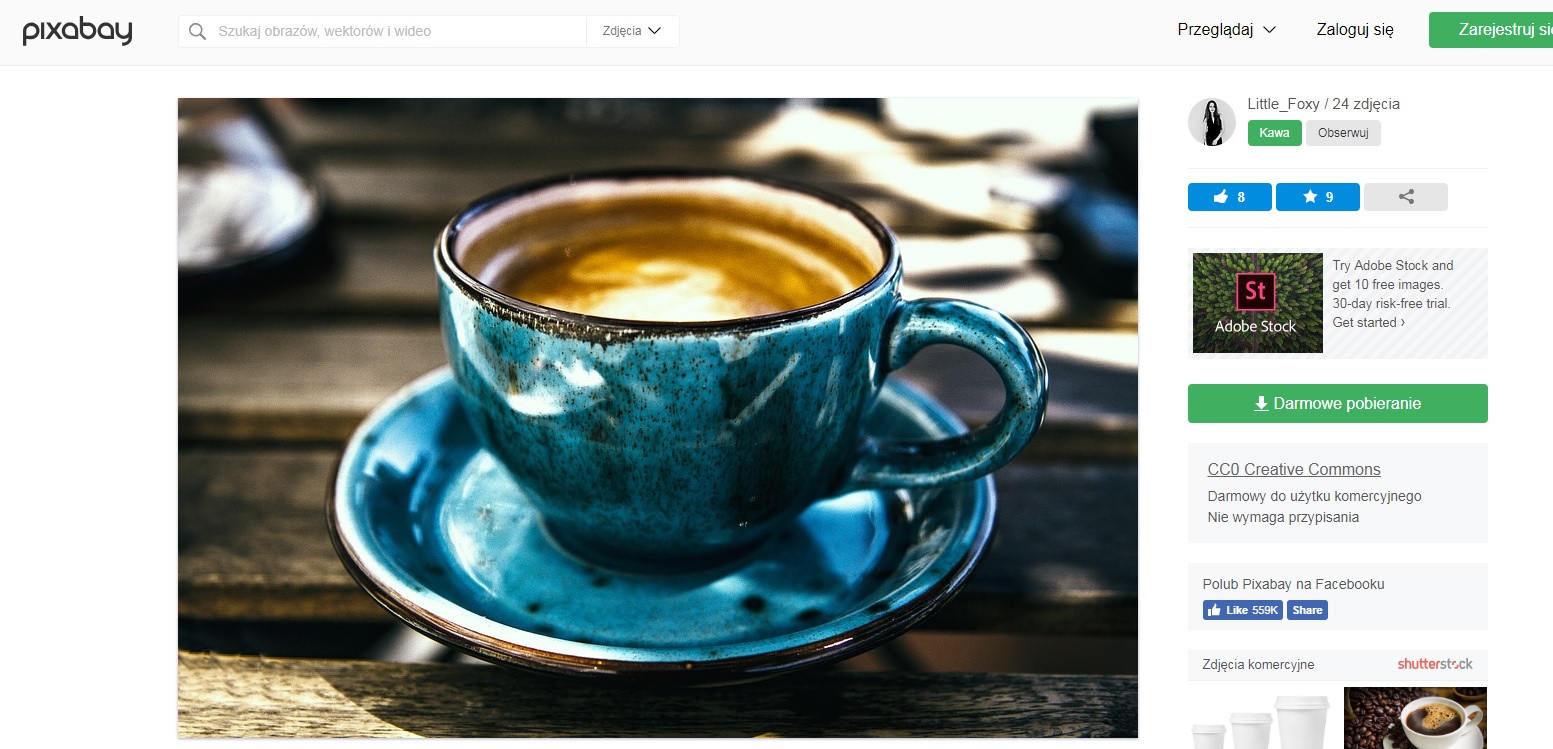 pixabay
Szukaj obrazów, wektorów i wideo
Zdjęcia
Przeglądaj
Zaloguj się
Zarejestruj si
Little_Foxy / 24 zdjęcia
Kawa
Obserwuj
8
9
St
Adobe Stock
Try Adobe Stock and
get 10 free images.
30-day risk-free trial.
Get started ›
Darmowe pobieranie
CC0 Creative Commons
Darmowy do użytku komercyjnego
Nie wymaga przypisania
Polub Pixabay na Facebooku
Like 559K
Share
Zdjęcia komercyjne
shutterstock